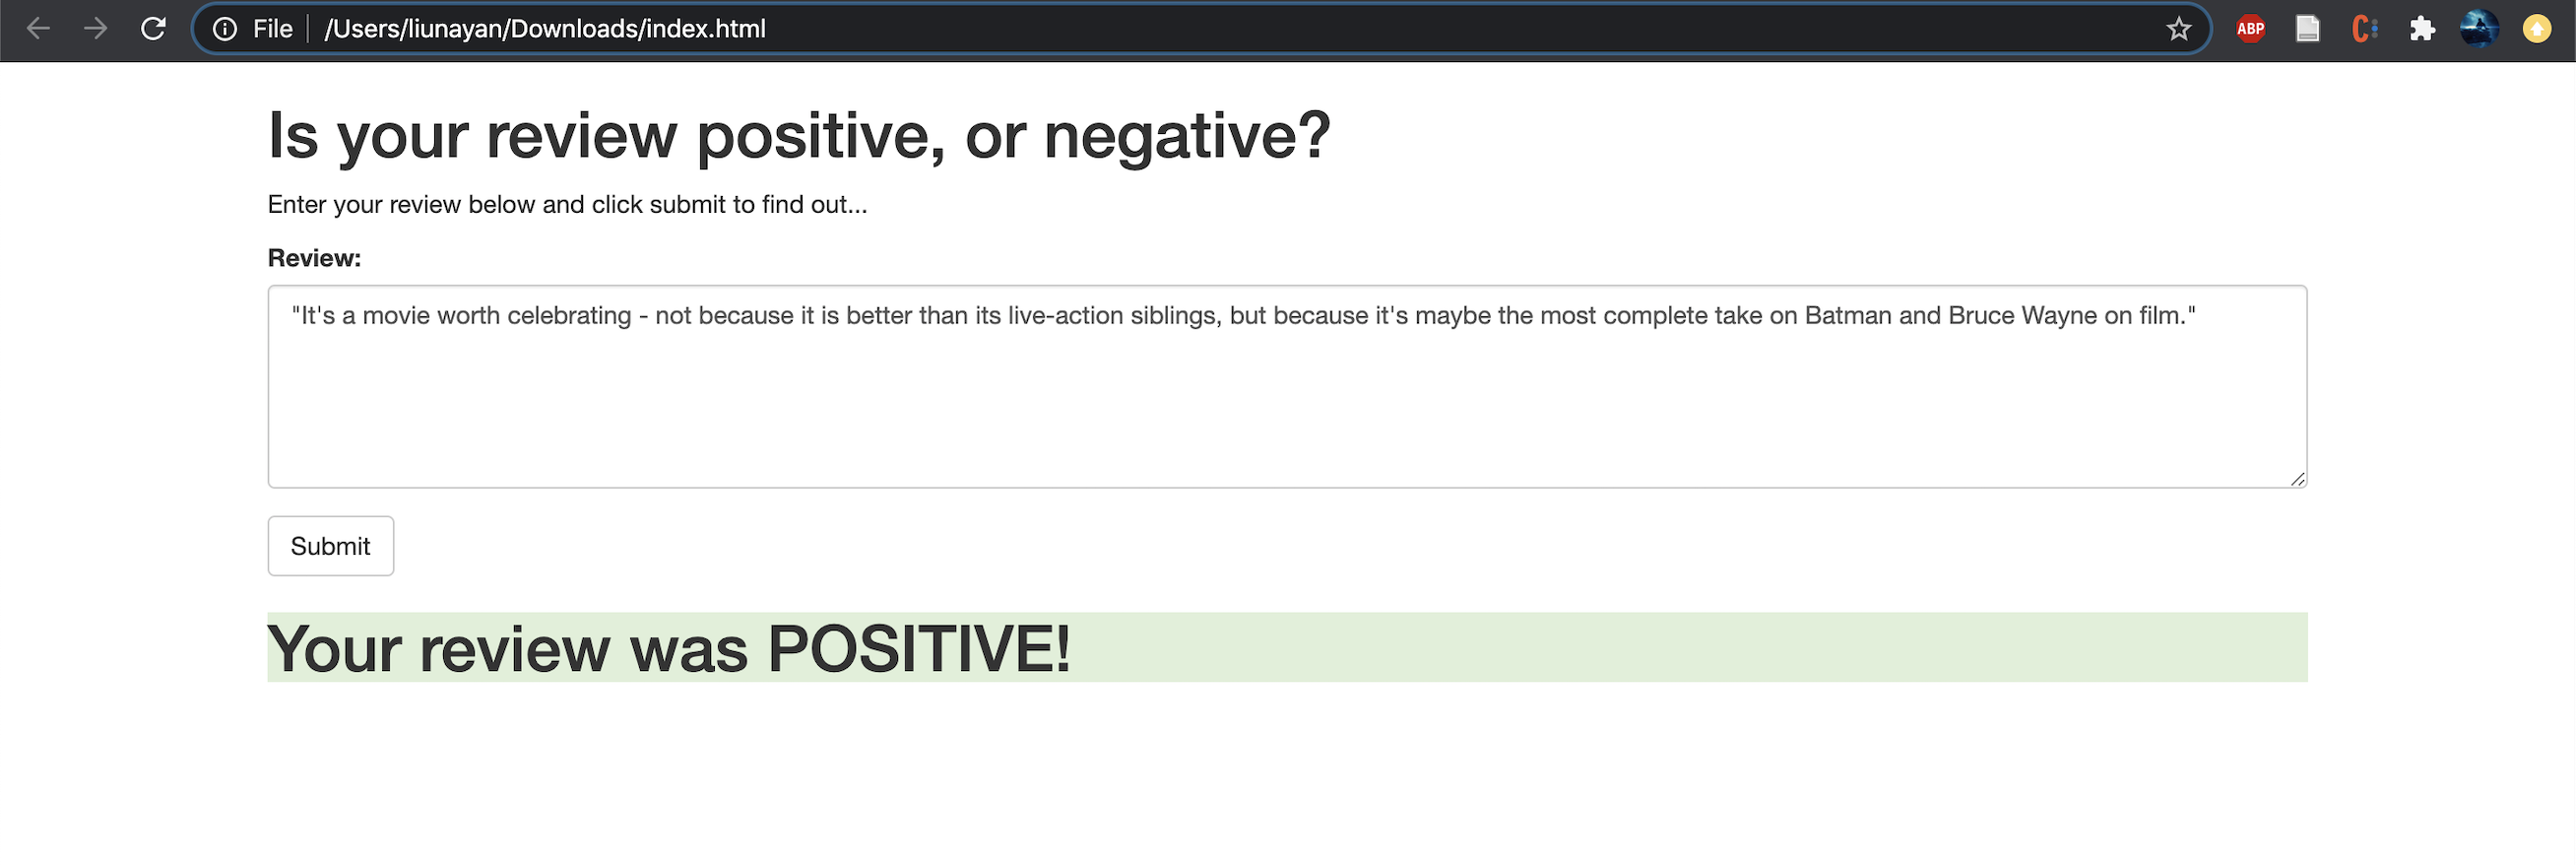 File /Users/liunayan/Downloads/index.html
ABP
Is your review positive, or negative?
Enter your review below and click submit to find out...
Review:
"It's a movie worth celebrating - not because it is better than its live-action siblings, but because it's maybe the most complete take on Batman and Bruce Wayne on film."
Submit
Your review was POSITIVE!